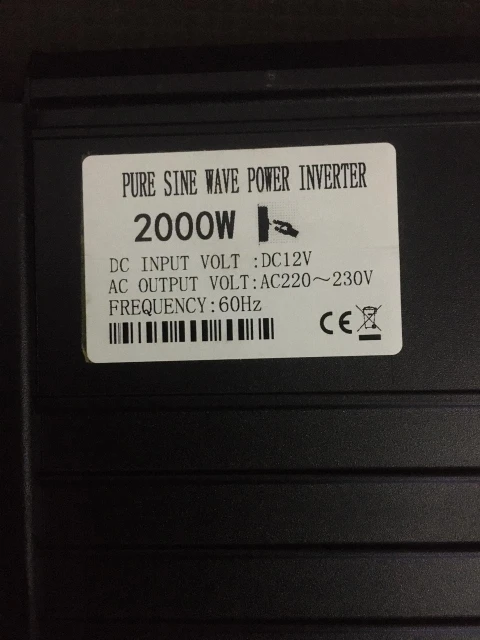 PURE SINE WAVE POWER INVERTER
2000W
DC INPUT VOLT :DC12V
AC OUTPUT VOLT:AC220～230V
FREQUENCY:60Hz
CE